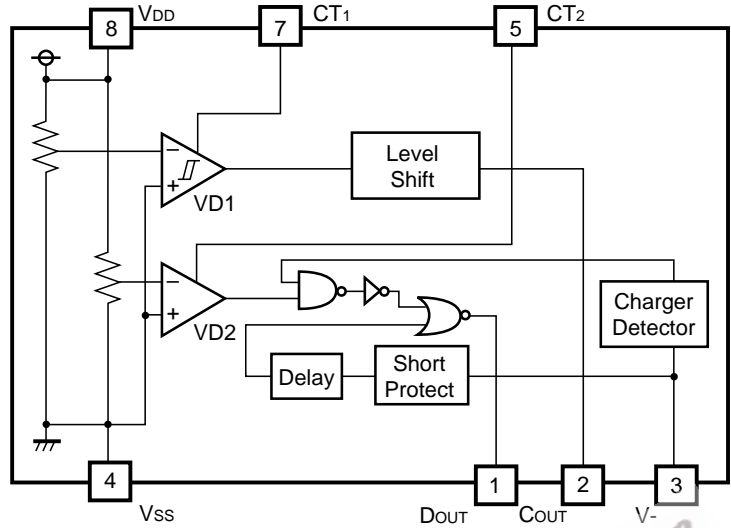 8 VDD
7 CT1
5 CT2
−
+
VD1
Level
Shift
−
+
VD2
Charger
Detector
Delay
Short
Protect
4
VSS
1
DOUT
2
COUT
3
V-